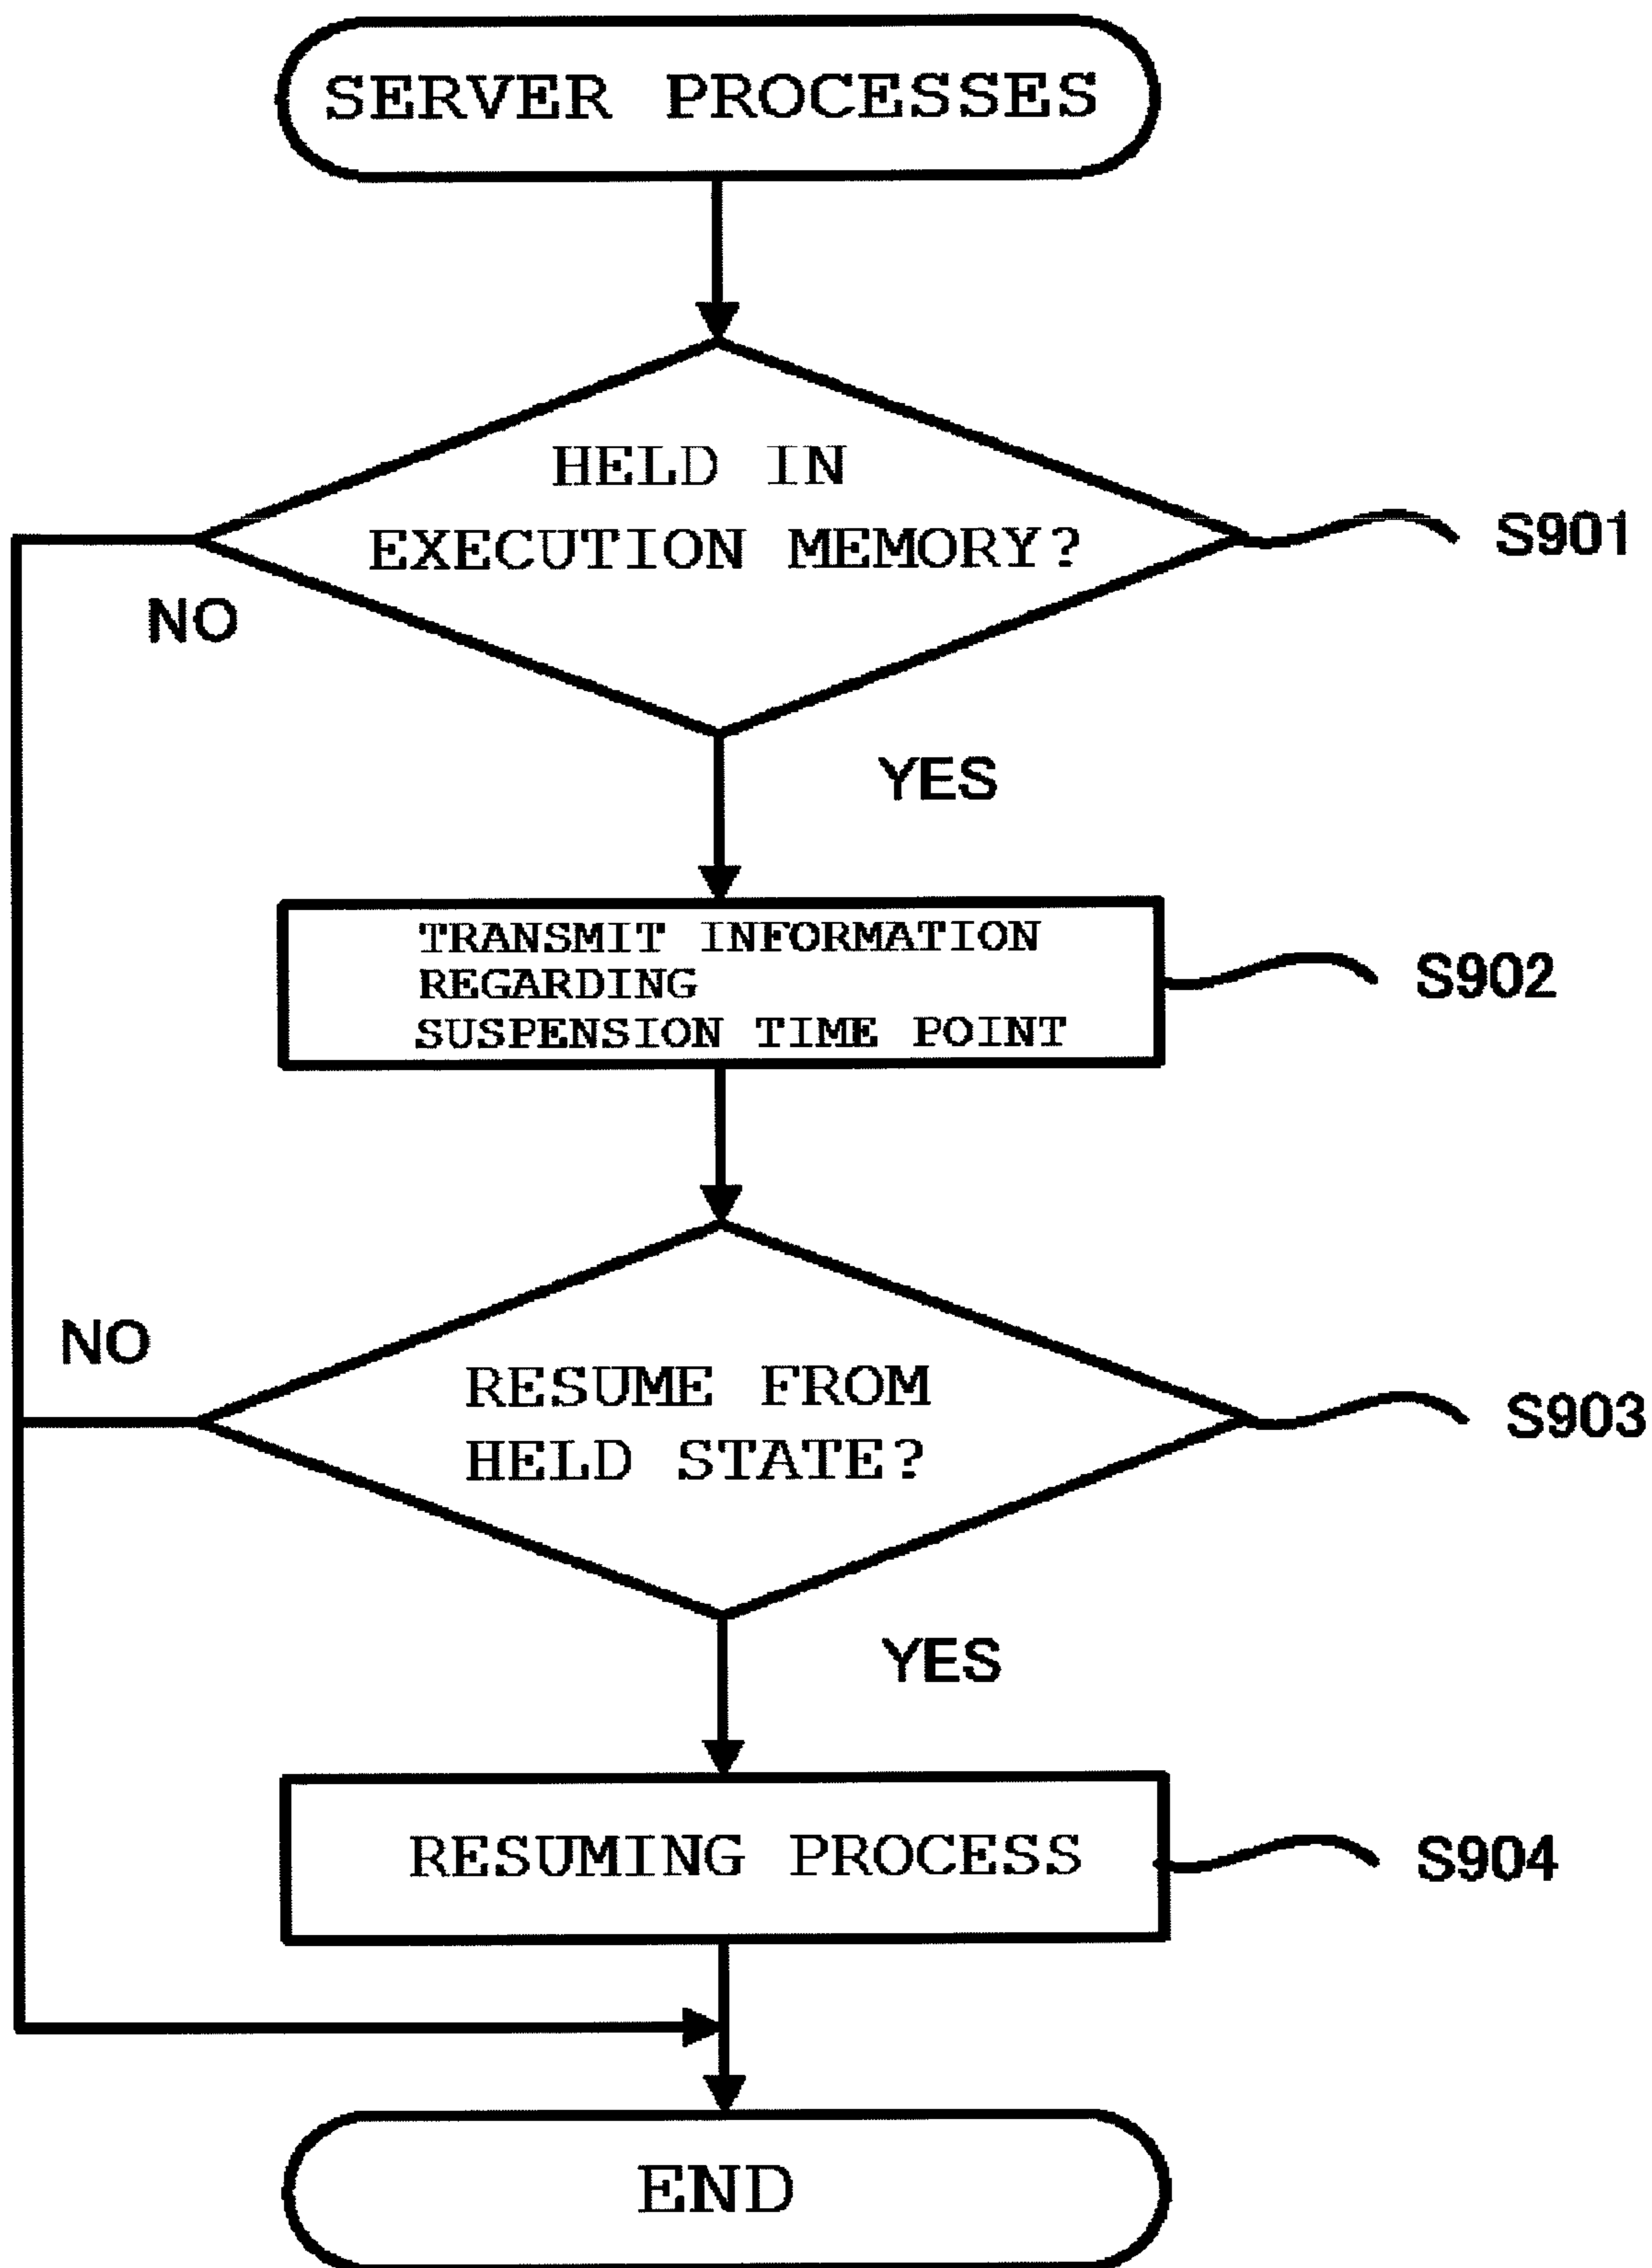 SERVER PROCESSES
HELD IN
EXECUTION MEMORY?
S901
NO
YES
TRANSMIT INFORMATION
REGARDING
SUSPENSION TIME POINT
S902
NO
RESUME FROM
HELD STATE?
S903
YES
RESUMING PROCESS
S904
END